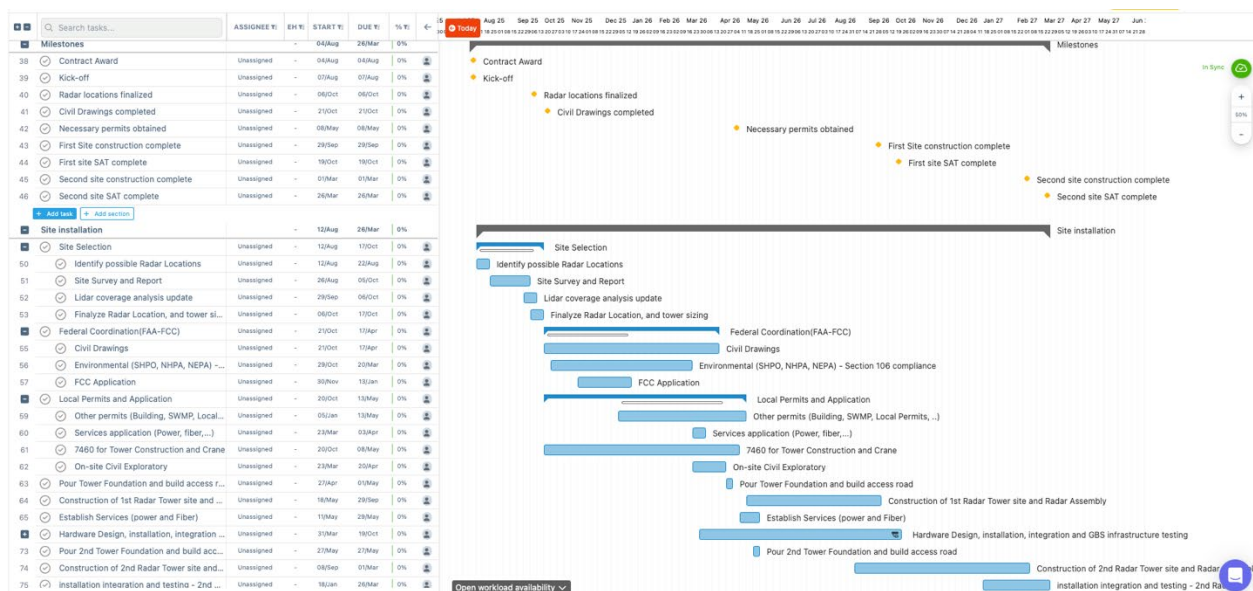 Search tasks... ASSIGNEE EH START DUE % Today Aug 25 Sep 25 Oct 25 Nov 25 Dec 25 Jan 26 Feb 26 Mar 26 Apr 26 May 26 Jun 26 Jul 26 Aug 26 Sep 26 Oct 26 Nov 26 Dec 26 Jan 27 Feb 27 Mar 27 Apr 27 May 27 Jun
Milestones - 04/Aug 26/Mar 0% Milestones
38 Contract Award Unassigned - 04/Aug 04/Aug 0% Contract Award
39 Kick-off Unassigned - 07/Aug 07/Aug 0% Kick-off
In Sync
40 Radar locations finalized Unassigned - 06/Oct 06/Oct 0% Radar locations finalized
41 Civil Drawings completed Unassigned - 21/Oct 21/Oct 0% Civil Drawings completed
50%
42 Necessary permits obtained Unassigned - 08/May 08/May 0% Necessary permits obtained
43 First Site construction complete Unassigned - 29/Sep 29/Sep 0% First Site construction complete
44 First site SAT complete Unassigned - 19/Oct 19/Oct 0% First site SAT complete
45 Second site construction complete Unassigned - 01/Mar 01/Mar 0% Second site construction complete
46 Second site SAT complete Unassigned - 26/Mar 26/Mar 0% Second site SAT complete
+ Add task + Add section
Site installation - 12/Aug 26/Mar 0% Site installation
Site Selection Unassigned - 12/Aug 17/Oct 0% Site Selection
50 Identify possible Radar Locations Unassigned - 12/Aug 22/Aug 0% Identify possible Radar Locations
51 Site Survey and Report Unassigned - 26/Aug 05/Oct 0% Site Survey and Report
52 Lidar coverage analysis update Unassigned - 29/Sep 06/Oct 0% Lidar coverage analysis update
53 Finalyze Radar Location, and tower si... Unassigned - 06/Oct 17/Oct 0% Finalyze Radar Location, and tower sizing
Federal Coordination(FAA-FCC) Unassigned - 21/Oct 17/Apr 0% Federal Coordination(FAA-FCC)
55 Civil Drawings Unassigned - 21/Oct 17/Apr 0% Civil Drawings
56 Environmental (SHPO, NHPA, NEPA) -... Unassigned - 29/Oct 20/Mar 0% Environmental (SHPO, NHPA, NEPA) - Section 106 compliance
57 FCC Application Unassigned - 30/Nov 13/Jan 0% FCC Application
Local Permits and Application Unassigned - 20/Oct 13/May 0% Local Permits and Application
59 Other permits (Building, SWMP, Local... Unassigned - 05/Jan 13/May 0% Other permits (Building, SWMP, Local Permits, ..)
60 Services application (Power, fiber,...) Unassigned - 23/Mar 03/Apr 0% Services application (Power, fiber,...)
61 7460 for Tower Construction and Crane Unassigned - 20/Oct 08/May 0% 7460 for Tower Construction and Crane
62 On-site Civil Exploratory Unassigned - 23/Mar 20/Apr 0% On-site Civil Exploratory
63 Pour Tower Foundation and build access r... Unassigned - 27/Apr 01/May 0% Pour Tower Foundation and build access road
64 Construction of 1st Radar Tower site and ... Unassigned - 18/May 29/Sep 0% Construction of 1st Radar Tower site and Radar Assembly
65 Establish Services (power and Fiber) Unassigned - 11/May 29/May 0% Establish Services (power and Fiber)
Hardware Design, installation, integration ... Unassigned - 31/Mar 19/Oct 0% Hardware Design, installation, integration and GBS infrastructure testing
73 Pour 2nd Tower Foundation and build acc... Unassigned - 27/May 27/May 0% Pour 2nd Tower Foundation and build access road
74 Construction of 2nd Radar Tower site and... Unassigned - 08/Sep 01/Mar 0% Construction of 2nd Radar Tower site and Radar
75 installation integration and testing - 2nd ... Unassigned - 16/Jan 26/Mar 0% installation integration and testing - 2nd
Open workload availability